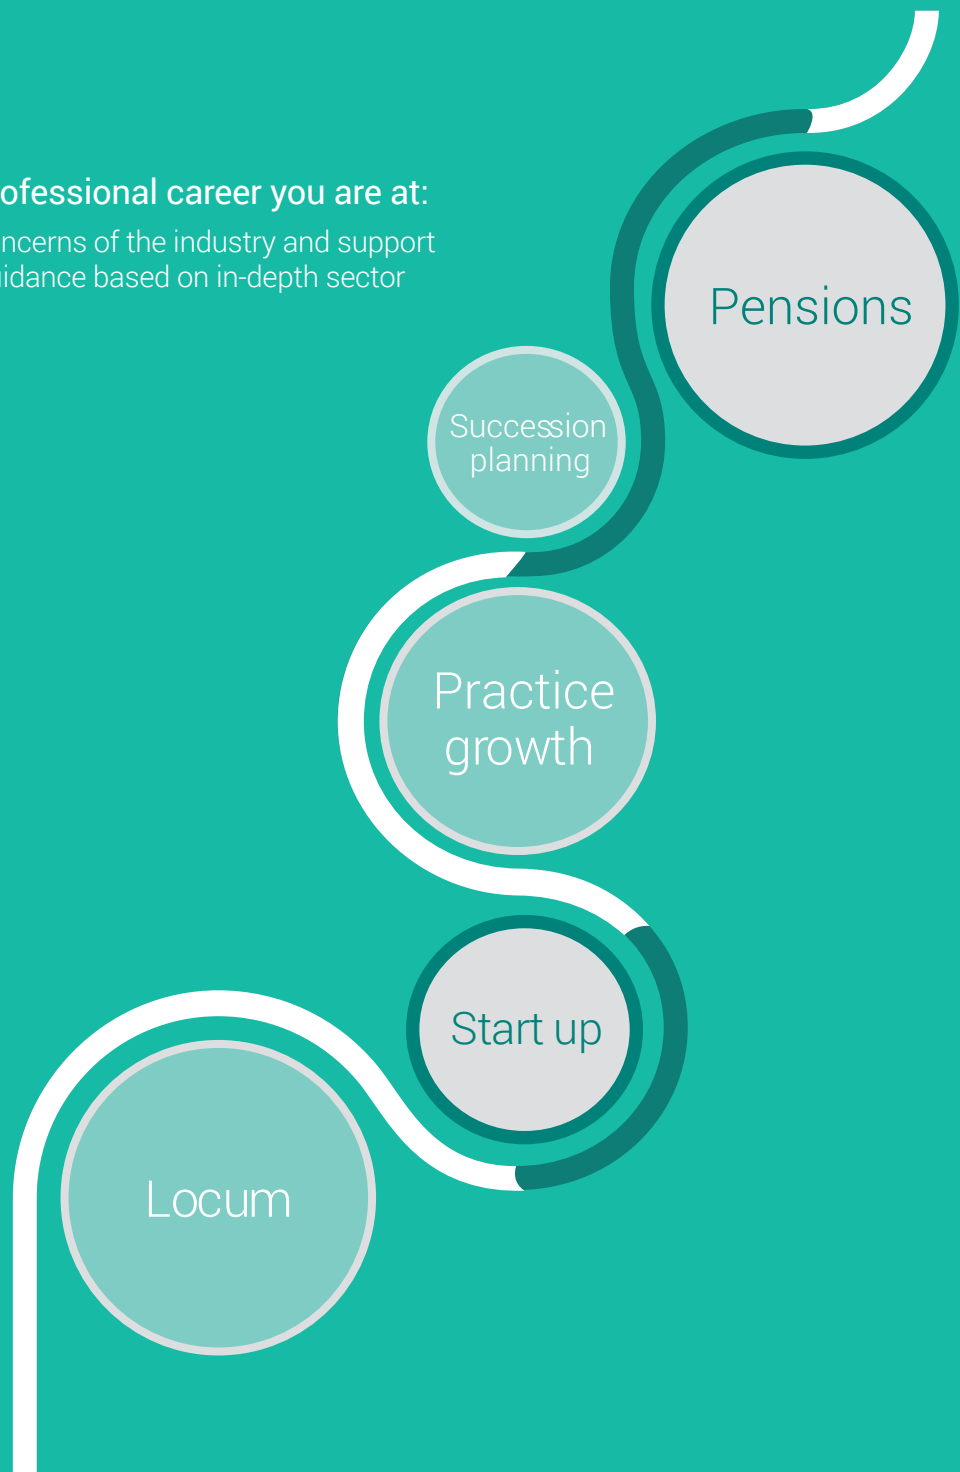 ofessional career you are at:
ncerns of the industry and support
uidance based on in-depth sector
Pensions
Succession
planning
Practice
growth
Start up
Locum